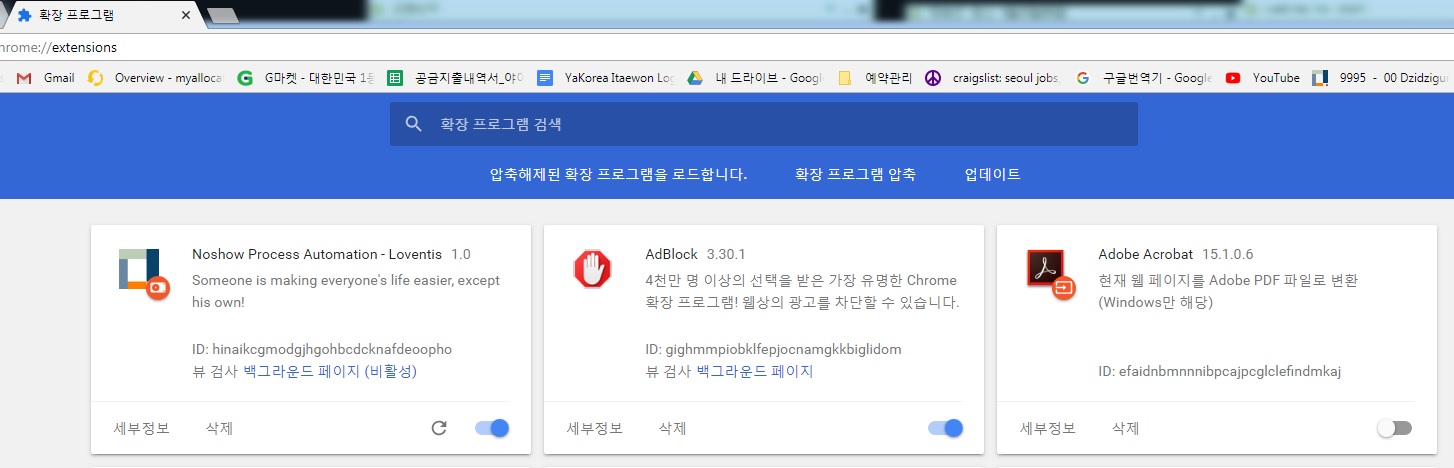 확장 프로그램
chrome://extensions
Gmail Overview - myalloca G마켓 - 대한민국 1등 공금지출내역서_야 YaKorea Itaewon Log 내 드라이브 - Googl 예약관리 craigslist: seoul jobs, 구글번역기 - Google YouTube 9995 - 00 Dzidzigur
확장 프로그램 검색
압축해제된 확장 프로그램을 로드합니다. 확장 프로그램 압축 업데이트
Noshow Process Automation - Loventis 1.0
Someone is making everyone's life easier, except
his own!
ID: hinaikcgmodgjhgohbcdcknafdeoopho
뷰 검사 백그라운드 페이지 (비활성)
세부정보 삭제
AdBlock 3.30.1
4천만 명 이상의 선택을 받은 가장 유명한 Chrome
확장 프로그램! 웹상의 광고를 차단할 수 있습니다.
ID: gighmmpiobklfepjocnamgkkbiglidom
뷰 검사 백그라운드 페이지
세부정보 삭제
Adobe Acrobat 15.1.0.6
현재 웹 페이지를 Adobe PDF 파일로 변환
(Windows만 해당)
ID: efaidnbmnnnibpcajpcglclefindmkaj
세부정보 삭제